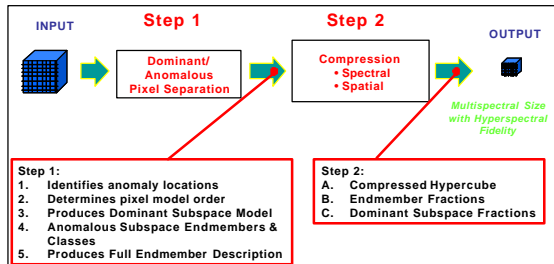 INPUT
Step 1
Step 2
OUTPUT
Dominant/
Anomalous
Pixel Separation
Compression
• Spectral
• Spatial
Multispectral Size
with Hyperspectral
Fidelity
Step 1:
1. Identifies anomaly locations
2. Determines pixel model order
3. Produces Dominant Subspace Model
4. Anomalous Subspace Endmembers &
Classes
5. Produces Full Endmember Description
Step 2:
A. Compressed Hypercube
B. Endmember Fractions
C. Dominant Subspace Fractions